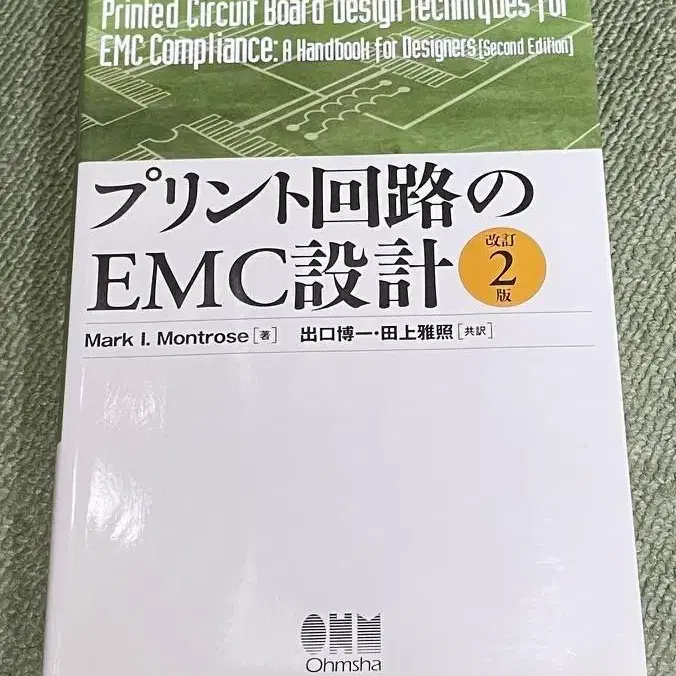 Printed Circuit Board Design Techniques for
EMC Compliance: A Handbook for Designers [Second Edition]
プリント回路の
EMC設計
改訂
2
版
Mark I. Montrose [著] 出口博一・田上雅照 [共訳]
OHM
Ohmsha